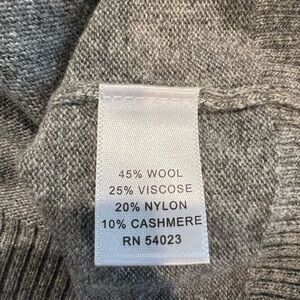 45% WOOL
25% VISCOSE
20% NYLON
10% CASHMERE
RN 54023